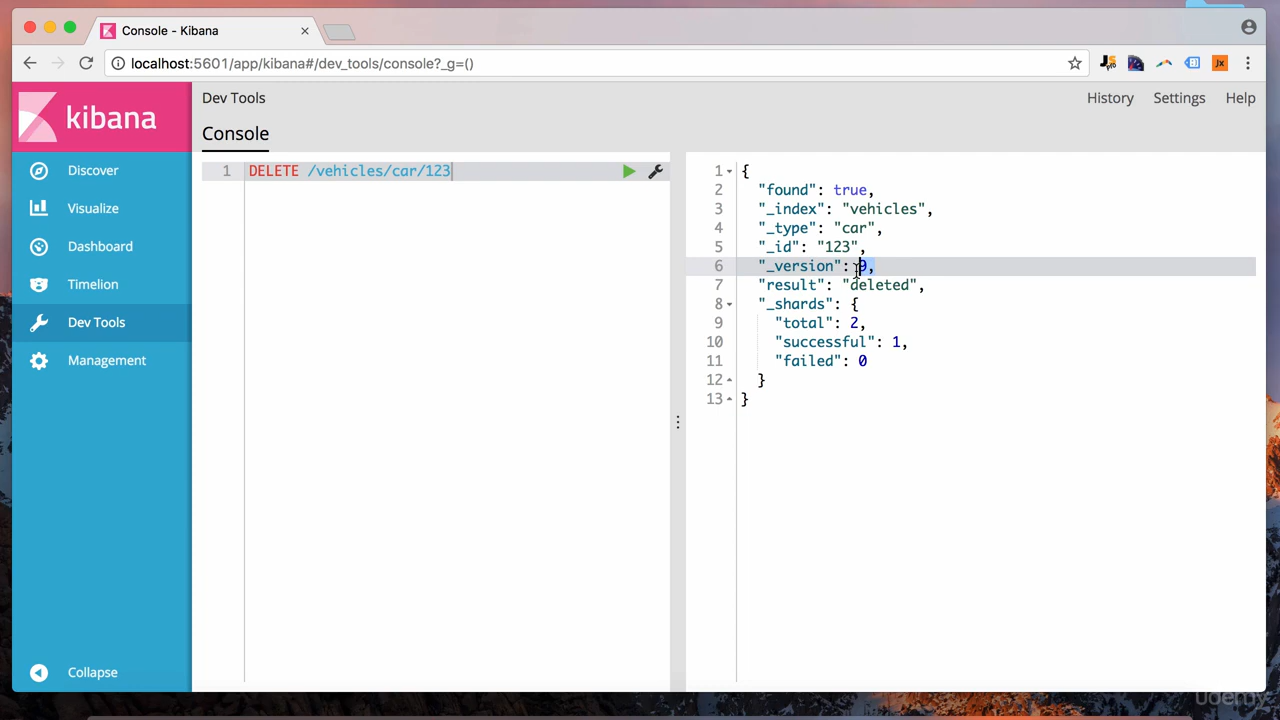 Console - Kibana
localhost:5601/app/kibana#/dev_tools/console?_g=()
JS
jx
kibana
Discover
Visualize
Dashboard
Timelion
Dev Tools
Management
Collapse
Dev Tools
History Settings Help
Console
1 DELETE /vehicles/car/123
1 {
2 "found": true,
3 "_index": "vehicles",
4 "_type": "car",
5 "_id": "123",
6 "_version": 9,
7 "result": "deleted",
8 "_shards": {
9 "total": 2,
10 "successful": 1,
11 "failed": 0
12 }
13 }
udemy